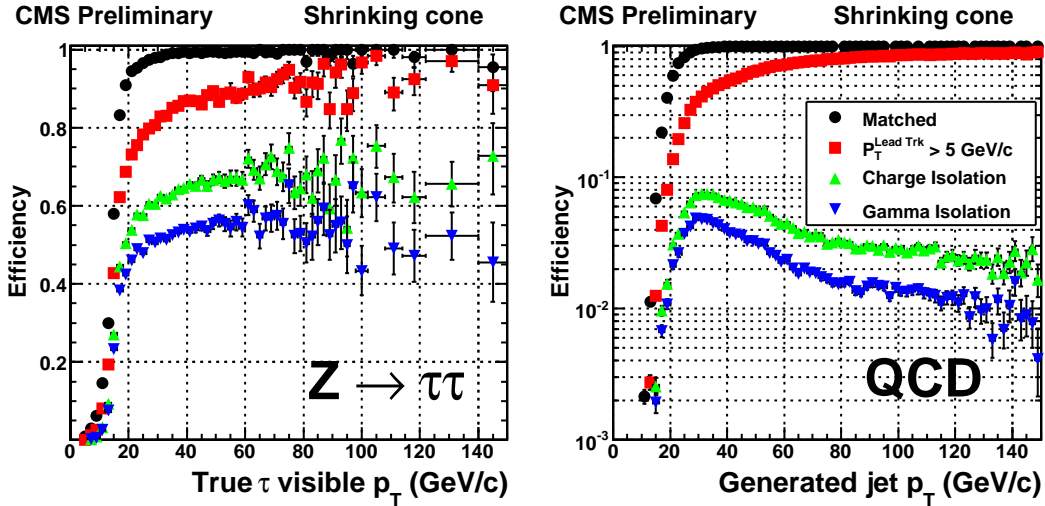 CMS Preliminary Shrinking cone
Efficiency
1
0.8
0.6
0.4
0.2
Z → ττ
0 20 40 60 80 100 120 140
True τ visible p_T (GeV/c)
CMS Preliminary Shrinking cone
Efficiency
1
10^-1
10^-2
10^-3
Matched
P_T^Lead Trk > 5 GeV/c
Charge Isolation
Gamma Isolation
QCD
0 20 40 60 80 100 120 140
Generated jet p_T (GeV/c)